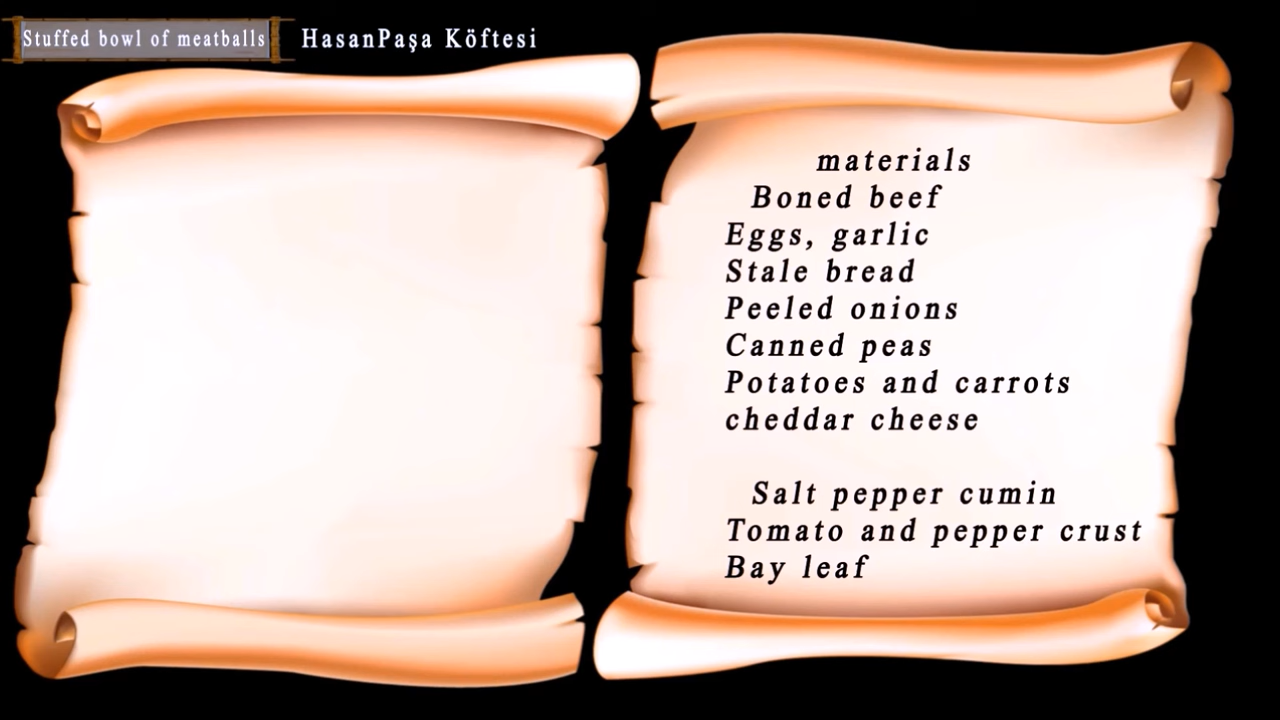 Stuffed bowl of meatballs
HasanPaşa Köftesi
materials
Boned beef
Eggs, garlic
Stale bread
Peeled onions
Canned peas
Potatoes and carrots
cheddar cheese
Salt pepper cumin
Tomato and pepper crust
Bay leaf